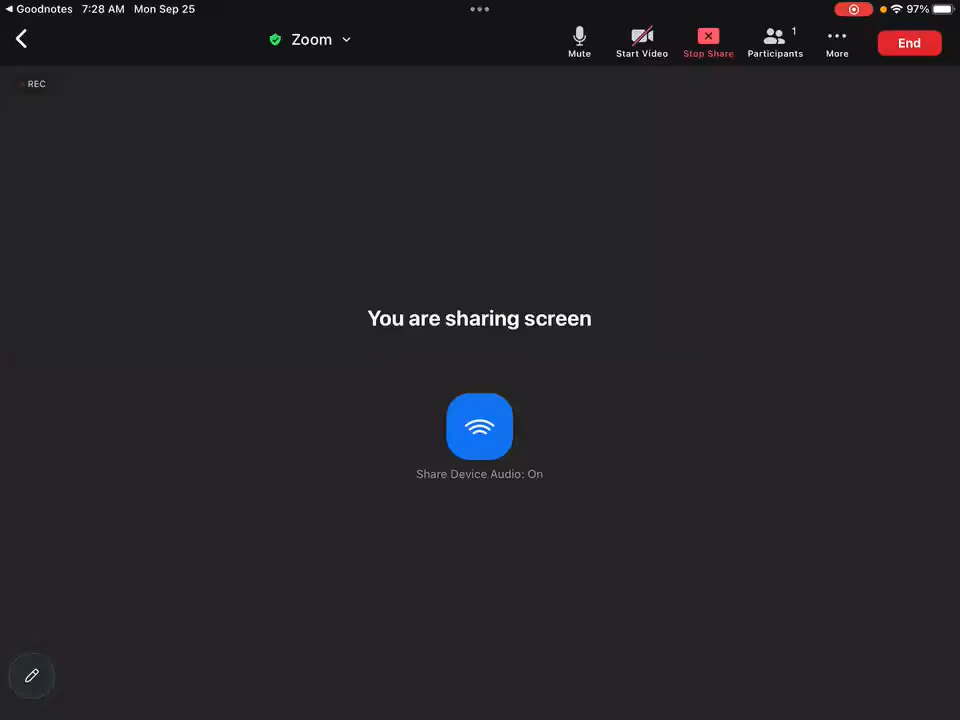 Goodnotes 7:28 AM Mon Sep 25 97%
Zoom
1
Mute Start Video Stop Share Participants More End
REC
You are sharing screen
Share Device Audio: On